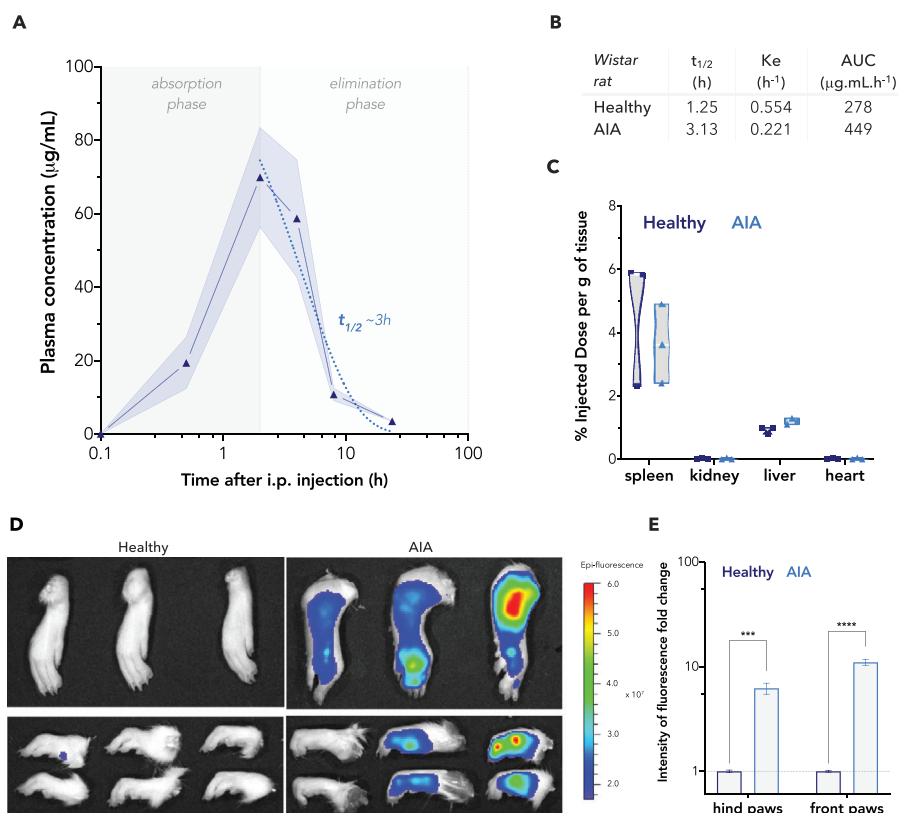 A
100
80
60
40
20
0
Plasma concentration (μg/mL)
absorption
phase
elimination
phase
t1/2 ~3h
0.1
1
10
100
Time after i.p. injection (h)
B
Wistar
rat
t1/2
(h)
Ke
(h-1)
AUC
(μg.mL.h-1)
Healthy 1.25 0.554 278
AIA 3.13 0.221 449
C
8
6
4
2
0
% Injected Dose per g of tissue
Healthy AIA
spleen kidney liver heart
D
Healthy
AIA
Epi-fluorescence
6.0
5.0
4.0
3.0
2.0
x 10⁷
E
100
10
1
Intensity of fluorescence fold change
Healthy AIA
***
****
hind paws front paws